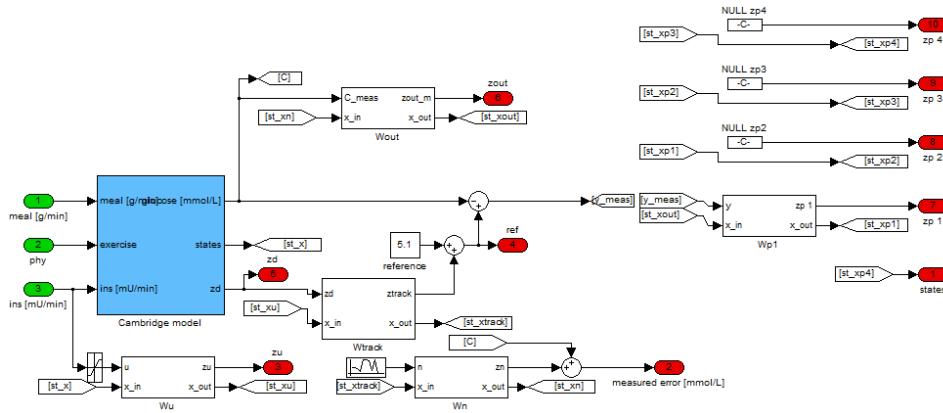 NULL zp4
-C-
10
zp 4
[st_xp3]
[st_xp4]
NULL zp3
-C-
9
zp 3
[st_xp2]
[st_xp3]
NULL zp2
-C-
8
zp 2
[st_xp1]
[st_xp2]
[C]
C_meas
zout_m
x_in
x_out
Wout
[st_xn]
zout
6
[st_xout]
1
meal [g/min]
2
phy
3
ins [mU/min]
meal [g/min]
glucose [mmol/L]
exercise
states
zd
Cambridge model
[st_x]
zd
5
5.1
reference
ref
4
[y_meas]
[y_meas]
[st_xout]
y
zp 1
x_in
x_out
Wp1
7
zp 1
[st_xp1]
[st_xp4]
1
states
[st_xu]
zd
ztrack
x_in
x_out
Wtrack
[st_xtrack]
[C]
[st_x]
u
zu
x_in
x_out
Wu
zu
3
[st_xu]
[st_xtrack]
n
zn
x_in
x_out
Wn
[st_xn]
2
measured error [mmol/L]